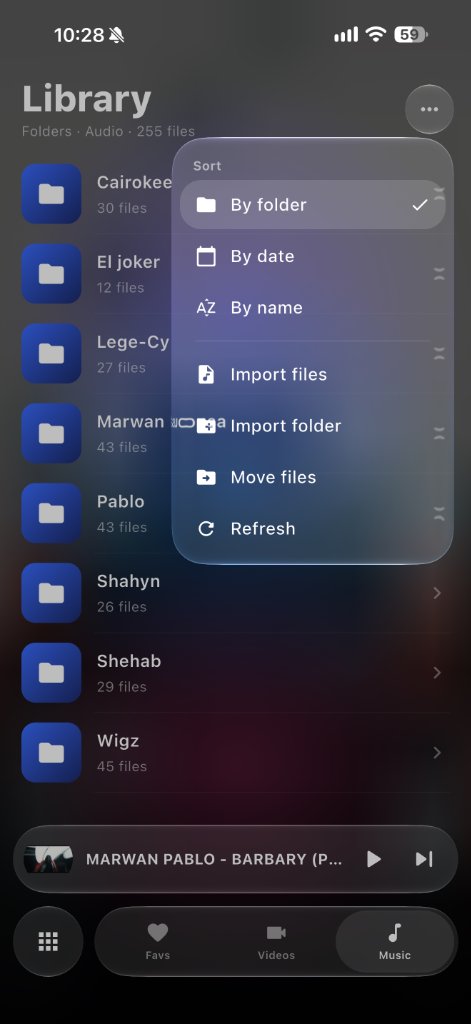 10:28
59
Library
Folders · Audio · 255 files
Sort
By folder
By date
By name
Import files
Import folder
Move files
Refresh
Cairokee
30 files
El joker
12 files
Lege-Cy
27 files
Marwan
43 files
Pablo
43 files
Shahyn
26 files
Shehab
29 files
Wigz
45 files
MARWAN PABLO - BARBARY (P...
Favs
Videos
Music